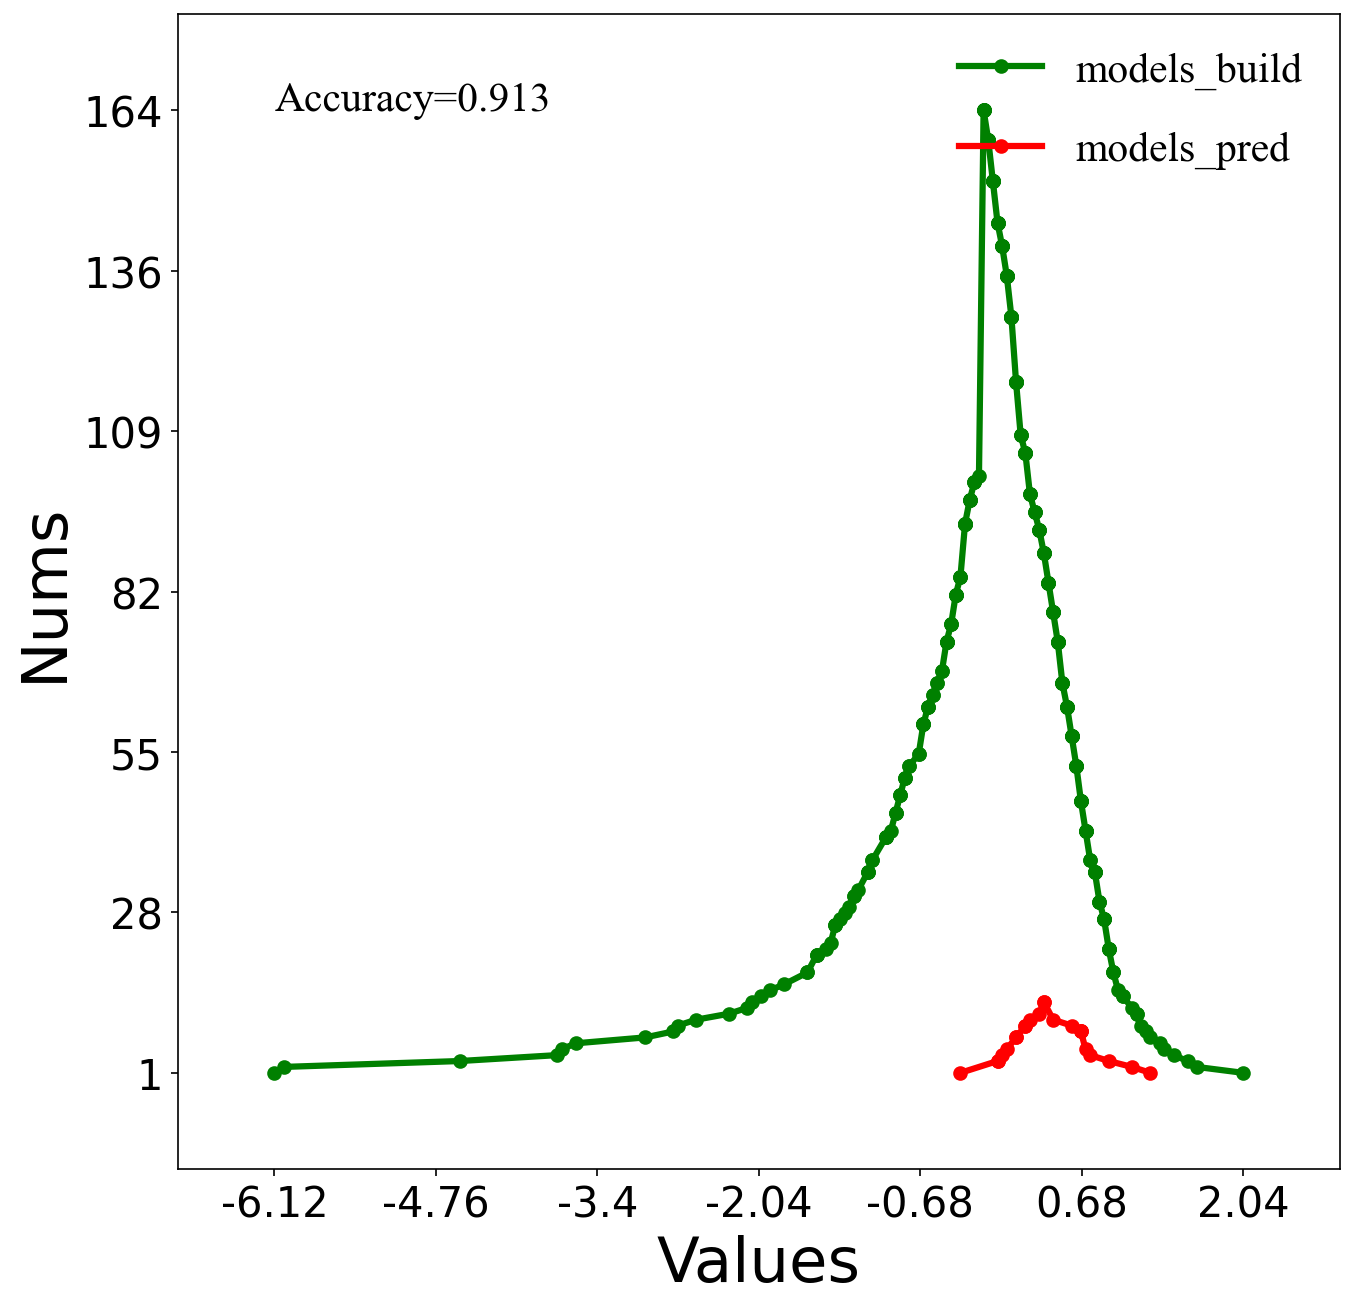 Accuracy=0.913
models_build
models_pred
Nums
164
136
109
82
55
28
1
-6.12 -4.76 -3.4 -2.04 -0.68 0.68 2.04
Values